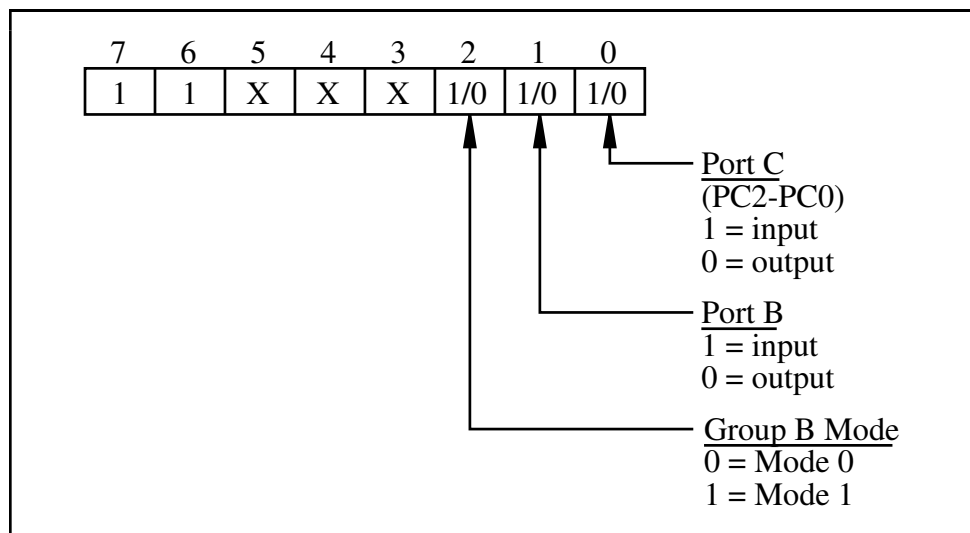 7 6 5 4 3 2 1 0
1 1 X X X 1/0 1/0 1/0
Port C
(PC2-PC0)
1 = input
0 = output
Port B
1 = input
0 = output
Group B Mode
0 = Mode 0
1 = Mode 1